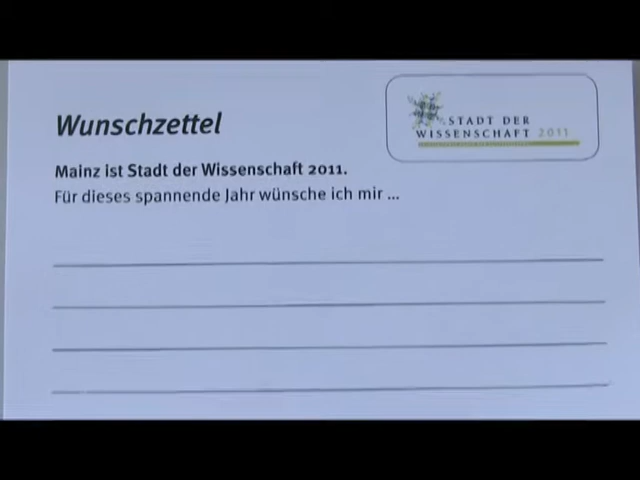 Wunschzettel
STADT DER
WISSENSCHAFT 2011
Mainz ist Stadt der Wissenschaft 2011.
Für dieses spannende Jahr wünsche ich mir ...